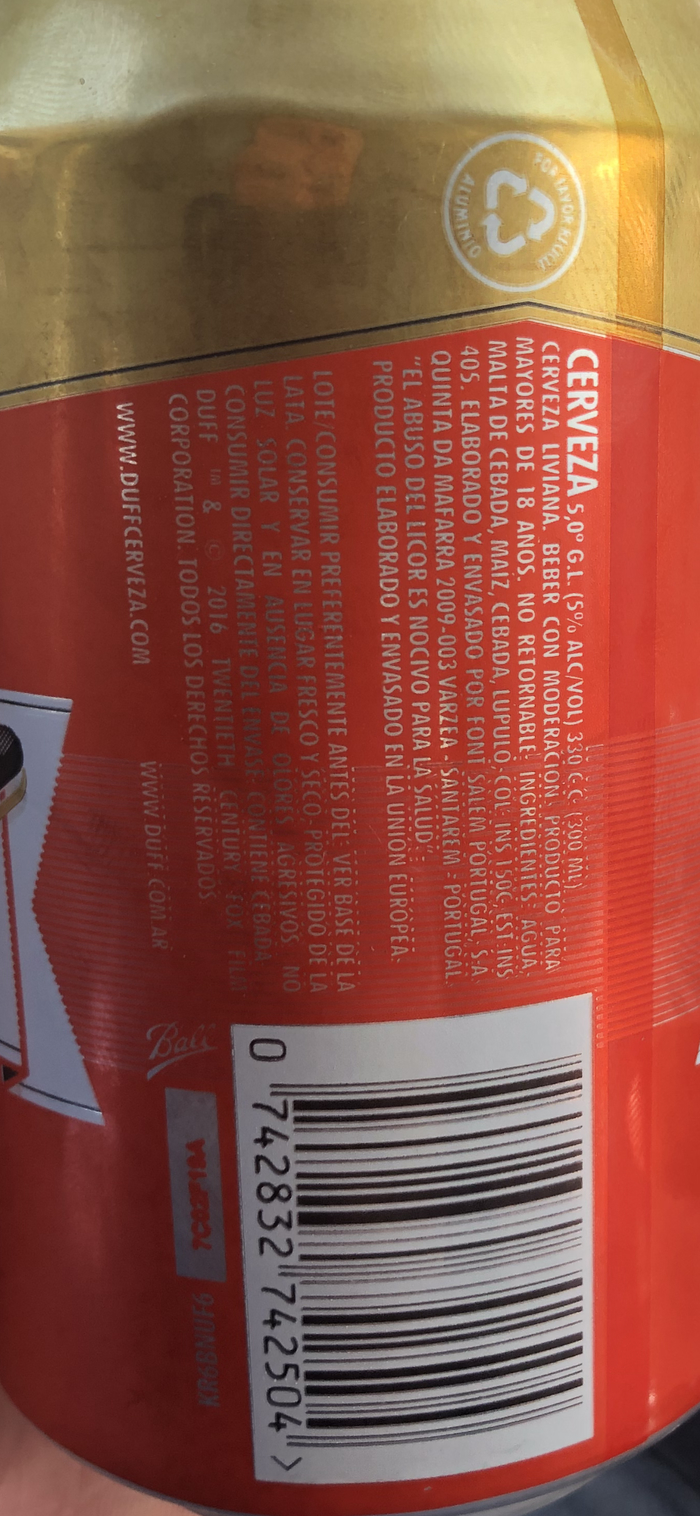 POR FAVOR RECICLE
ALUMINIO
CERVEZA 5,0° G.L. (5% ALC/VOL) 330 C.C. (300 ML)
CERVEZA LIVIANA. BEBER CON MODERACION. PRODUCTO PARA
MAYORES DE 18 AÑOS. NO RETORNABLE. INGREDIENTES: AGUA,
MALTA DE CEBADA, MAIZ, CEBADA, LUPULO, COL INS 150C, EST INS
405. ELABORADO Y ENVASADO POR FONT SALEM PORTUGAL, S.A
QUINTA DA MAFARRA 2009-003 VARZEA - SANTAREM - PORTUGAL
"EL ABUSO DEL LICOR ES NOCIVO PARA LA SALUD".
PRODUCTO ELABORADO Y ENVASADO EN LA UNION EUROPEA.
LOTE/CONSUMIR PREFERENTEMENTE ANTES DEL: VER BASE DE LA
LATA. CONSERVAR EN LUGAR FRESCO Y SECO. PROTEGIDO DE LA
LUZ SOLAR Y EN AUSENCIA DE OLORES AGRESIVOS. NO
CONSUMIR DIRECTAMENTE DEL ENVASE. CONTIENE CEBADA.
DUFF ™ & © 2016 TWENTIETH CENTURY FOX FILM
CORPORATION. TODOS LOS DERECHOS RESERVADOS
WWW.DUFFCERVEZA.COM WWW.DUFF.COM.AR
Ball
KR6BNUF6
0 742832 742504 >